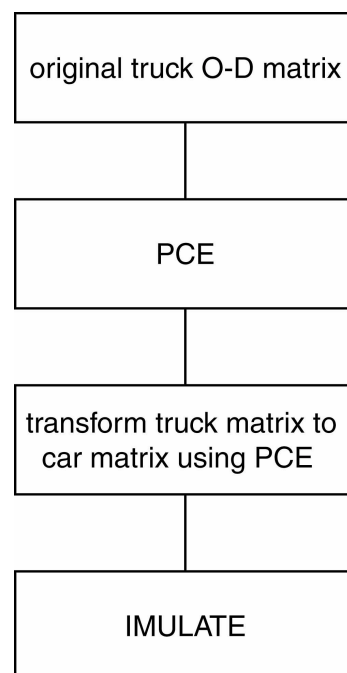 original truck O-D matrix
PCE
transform truck matrix to
car matrix using PCE
IMULATE